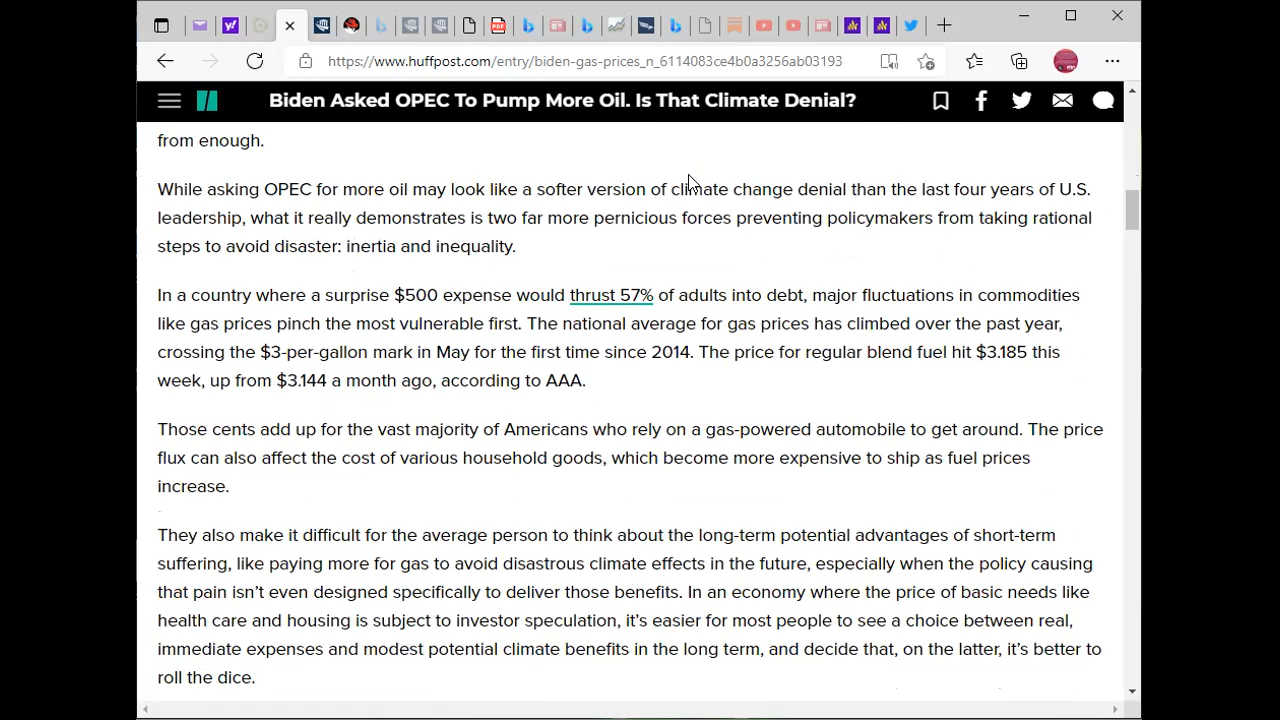 https://www.huffpost.com/entry/biden-gas-prices_n_6114083ce4b0a3256ab03193
Biden Asked OPEC To Pump More Oil. Is That Climate Denial?
from enough.
While asking OPEC for more oil may look like a softer version of climate change denial than the last four years of U.S.
leadership, what it really demonstrates is two far more pernicious forces preventing policymakers from taking rational
steps to avoid disaster: inertia and inequality.
In a country where a surprise $500 expense would thrust 57% of adults into debt, major fluctuations in commodities
like gas prices pinch the most vulnerable first. The national average for gas prices has climbed over the past year,
crossing the $3-per-gallon mark in May for the first time since 2014. The price for regular blend fuel hit $3.185 this
week, up from $3.144 a month ago, according to AAA.
Those cents add up for the vast majority of Americans who rely on a gas-powered automobile to get around. The price
flux can also affect the cost of various household goods, which become more expensive to ship as fuel prices
increase.
They also make it difficult for the average person to think about the long-term potential advantages of short-term
suffering, like paying more for gas to avoid disastrous climate effects in the future, especially when the policy causing
that pain isn't even designed specifically to deliver those benefits. In an economy where the price of basic needs like
health care and housing is subject to investor speculation, it's easier for most people to see a choice between real,
immediate expenses and modest potential climate benefits in the long term, and decide that, on the latter, it's better to
roll the dice.